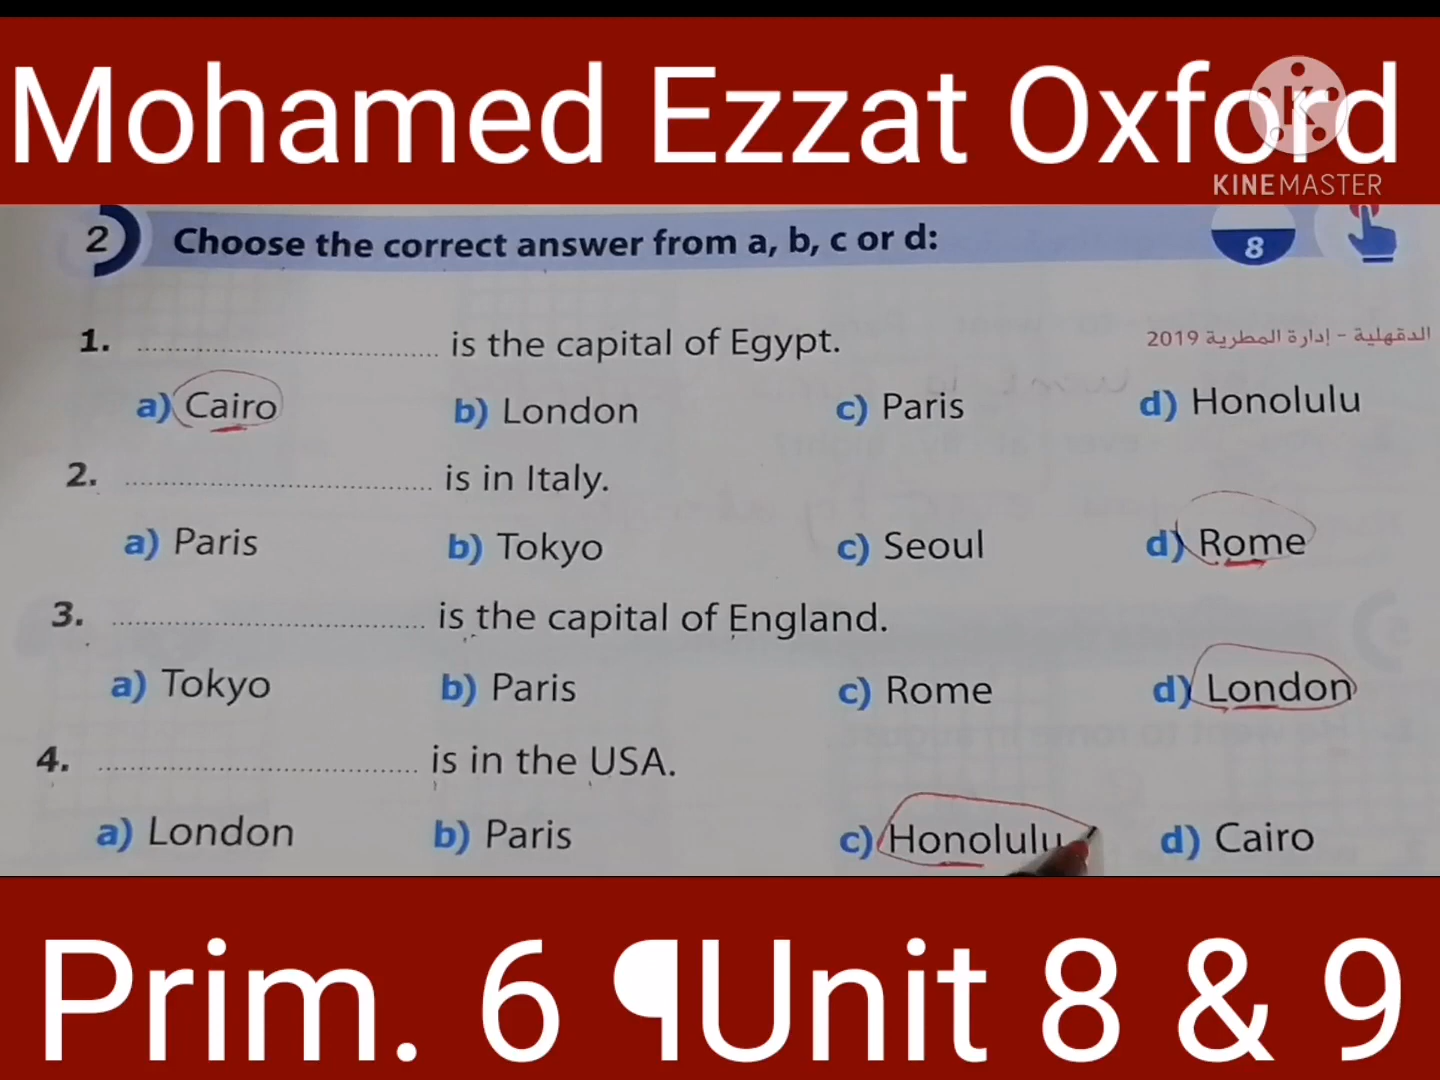 Mohamed Ezzat Oxford
KINEMASTER
2 Choose the correct answer from a, b, c or d: 8
1. ........................ is the capital of Egypt. الدقهلية - إدارة المطرية 2019
a) Cairo b) London c) Paris d) Honolulu
2. ........................ is in Italy.
a) Paris b) Tokyo c) Seoul d) Rome
3. ........................ is the capital of England.
a) Tokyo b) Paris c) Rome d) London
4. ........................ is in the USA.
a) London b) Paris c) Honolulu d) Cairo
Prim. 6 ¶Unit 8 & 9